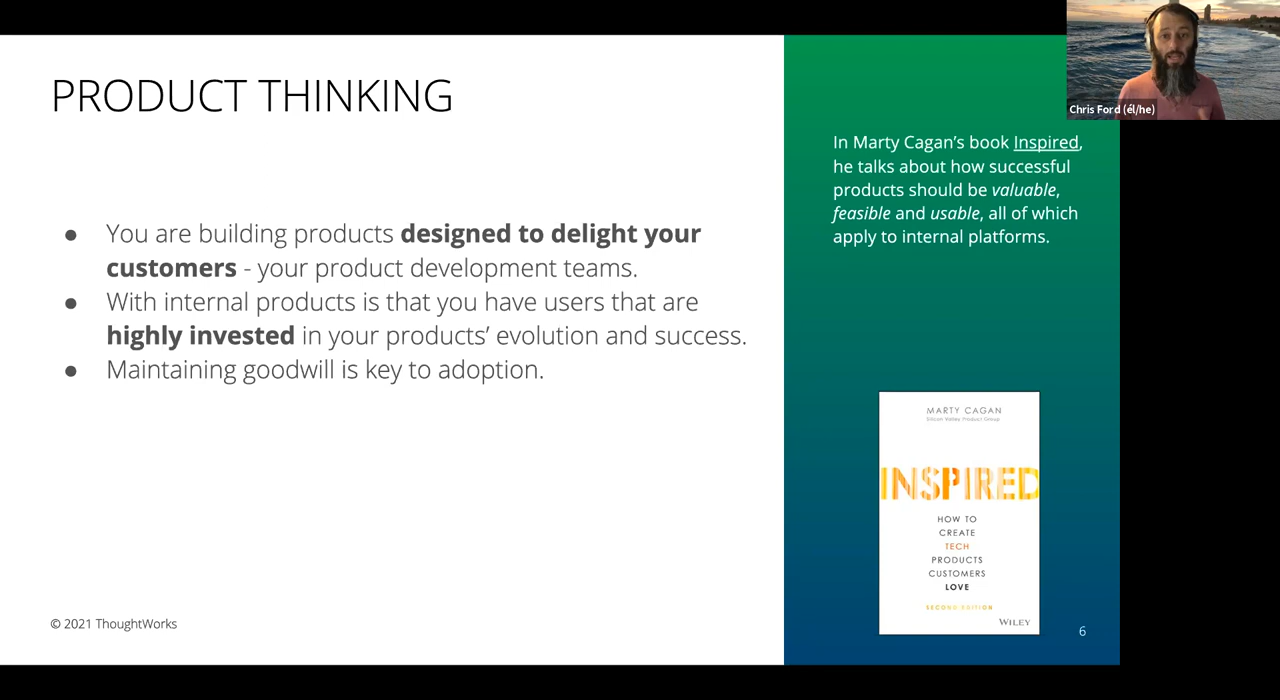 PRODUCT THINKING
● You are building products designed to delight your
customers - your product development teams.
● With internal products is that you have users that are
highly invested in your products’ evolution and success.
● Maintaining goodwill is key to adoption.
© 2021 ThoughtWorks
Chris Ford (él/he)
In Marty Cagan’s book Inspired,
he talks about how successful
products should be valuable,
feasible and usable, all of which
apply to internal platforms.
MARTY CAGAN
Silicon Valley Product Group
INSPIRED
HOW TO
CREATE
TECH
PRODUCTS
CUSTOMERS
LOVE
SECOND EDITION
WILEY
6